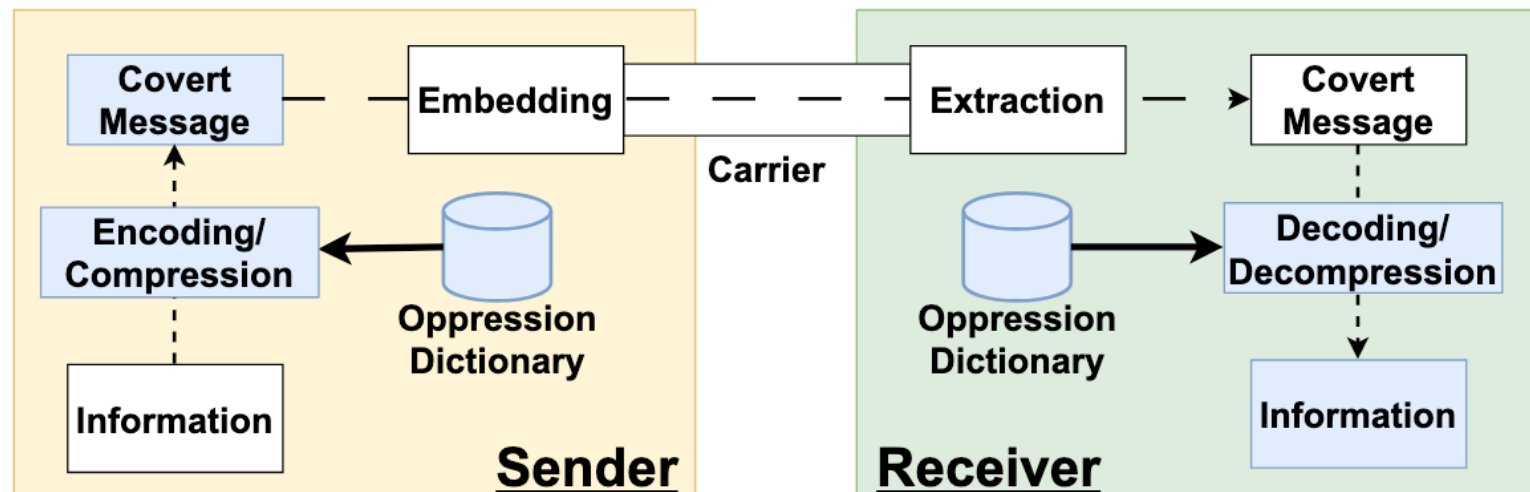 Covert
Message
Embedding
Carrier
Extraction
Covert
Message
Encoding/
Compression
Oppression
Dictionary
Oppression
Dictionary
Decoding/
Decompression
Information
Information
Sender
Receiver